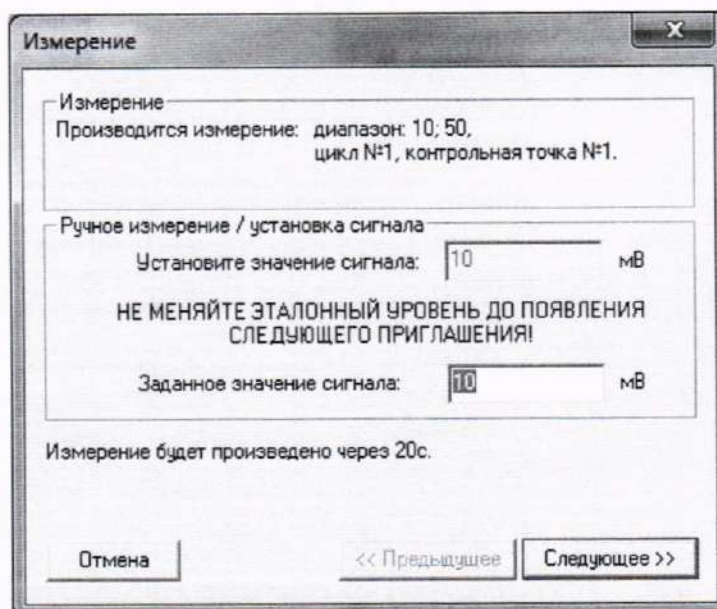 Измерение
x
Измерение
Производится измерение: диапазон: 10; 50,
цикл №1, контрольная точка №1.
Ручное измерение / установка сигнала
Установите значение сигнала: 10 мВ
НЕ МЕНЯЙТЕ ЭТАЛОННЫЙ УРОВЕНЬ ДО ПОЯВЛЕНИЯ
СЛЕДУЮЩЕГО ПРИГЛАШЕНИЯ!
Заданное значение сигнала: 10 мВ
Измерение будет произведено через 20с.
Отмена << Предыдущее Следующее >>